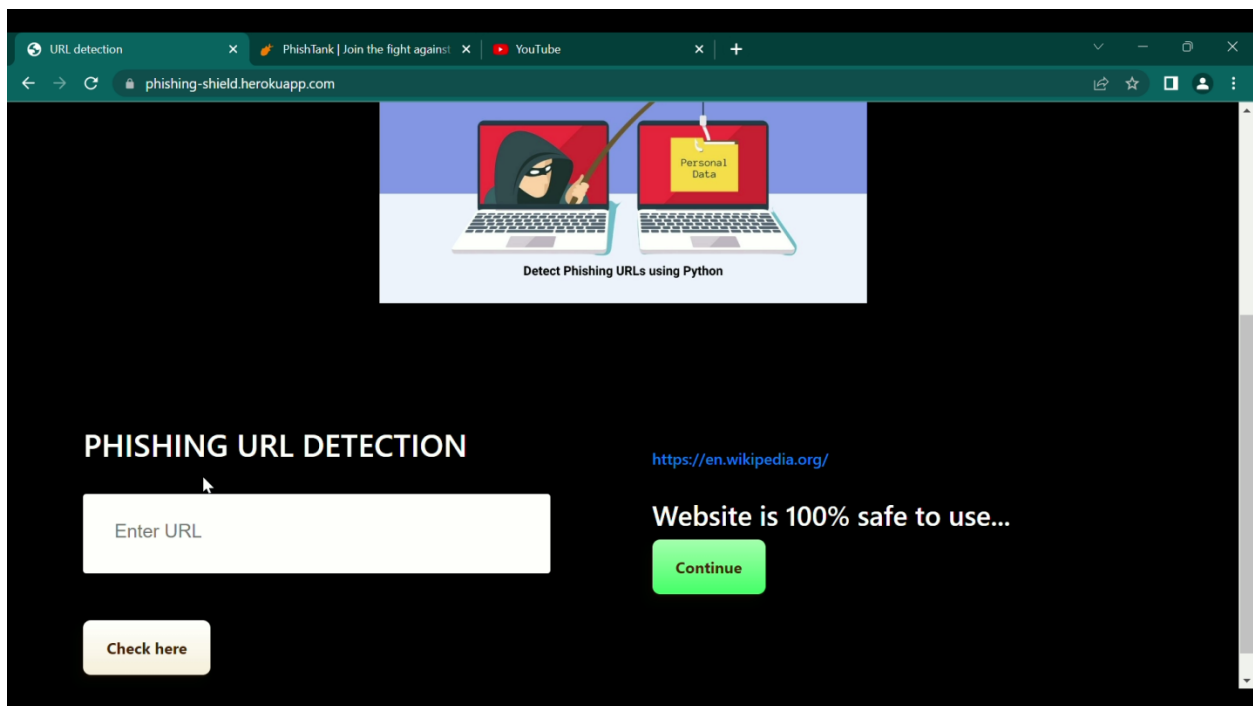 URL detection
PhishTank | Join the fight against
YouTube
phishing-shield.herokuapp.com
Personal
Data
Detect Phishing URLs using Python
PHISHING URL DETECTION
https://en.wikipedia.org/
Enter URL
Website is 100% safe to use...
Continue
Check here